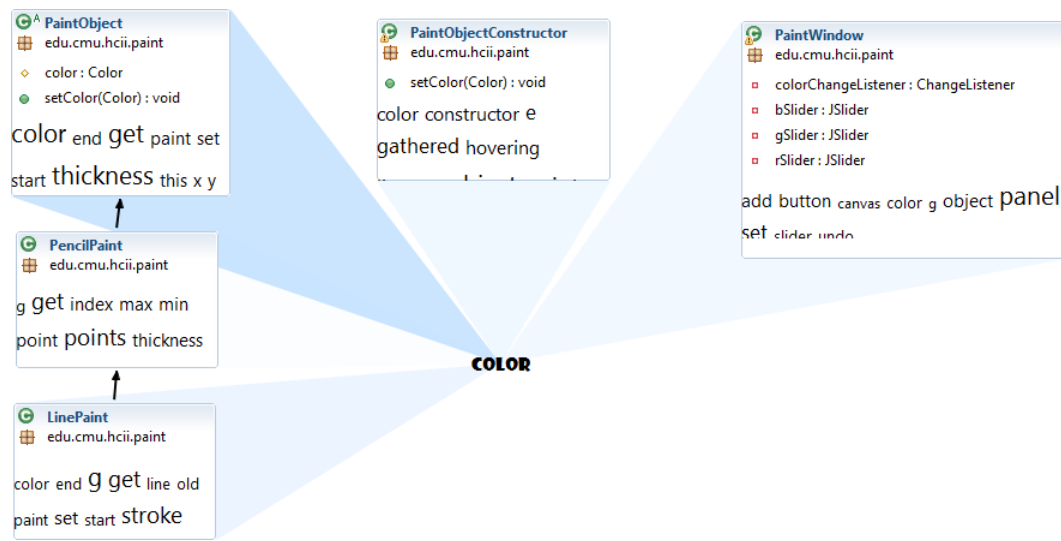 PaintObject
edu.cmu.hcii.paint
color : Color
setColor(Color) : void
color end get paint set
start thickness this x y
PaintObjectConstructor
edu.cmu.hcii.paint
setColor(Color) : void
color constructor e
gathered hovering
PaintWindow
edu.cmu.hcii.paint
colorChangeListener : ChangeListener
bSlider : JSlider
gSlider : JSlider
rSlider : JSlider
add button canvas color g object panel
set slider undo
PencilPaint
edu.cmu.hcii.paint
g get index max min
point points thickness
COLOR
LinePaint
edu.cmu.hcii.paint
color end g get line old
paint set start stroke